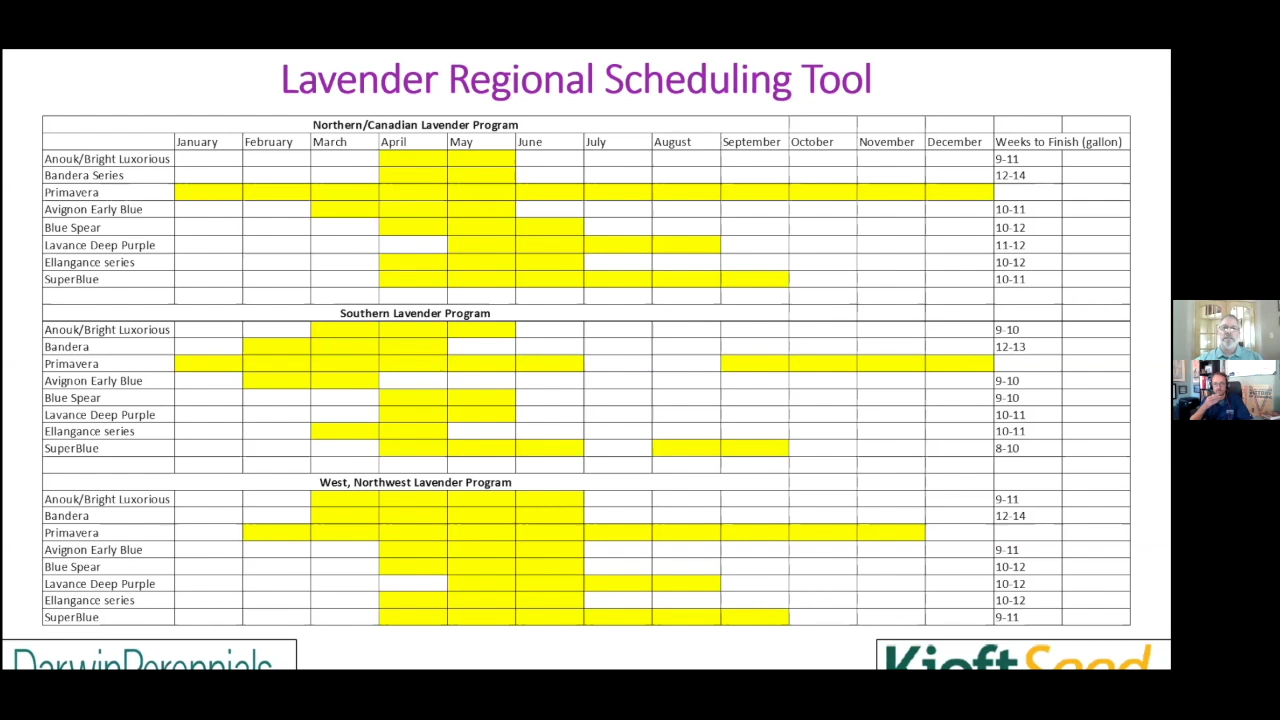 Lavender Regional Scheduling Tool
Northern/Canadian Lavender Program
January February March April May June July August September October November December Weeks to Finish (gallon)
Anouk/Bright Luxorious 9-11
Bandera Series 12-14
Primavera
Avignon Early Blue 10-11
Blue Spear 10-12
Lavance Deep Purple 11-12
Ellangance series 10-12
SuperBlue 10-11
Southern Lavender Program
Anouk/Bright Luxorious 9-10
Bandera 12-13
Primavera
Avignon Early Blue 9-10
Blue Spear 9-10
Lavance Deep Purple 10-11
Ellangance series 10-11
SuperBlue 8-10
West, Northwest Lavender Program
Anouk/Bright Luxorious 9-11
Bandera 12-14
Primavera
Avignon Early Blue 9-11
Blue Spear 10-12
Lavance Deep Purple 10-12
Ellangance series 10-12
SuperBlue 9-11
DarwinPerennials KieftSeed